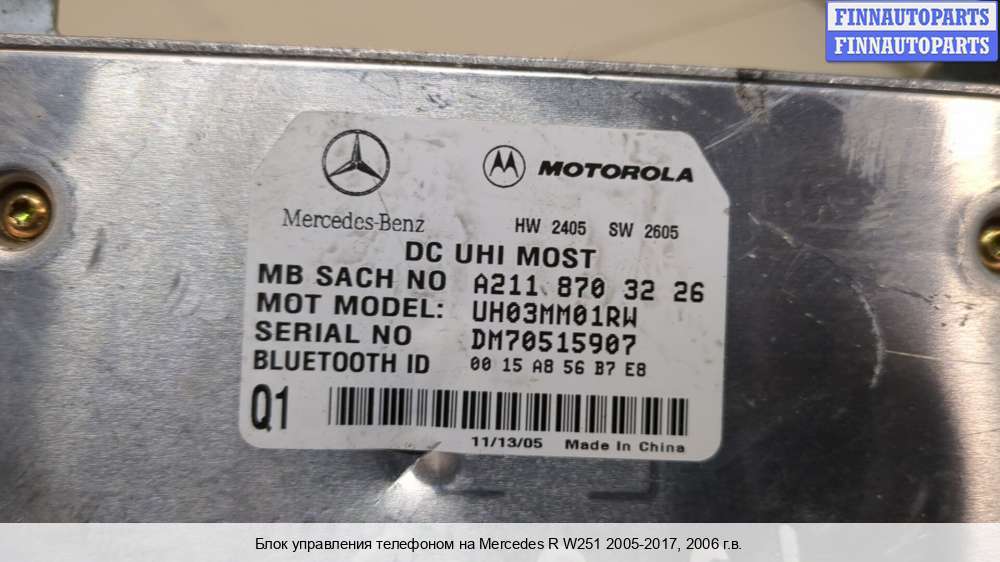 FINNAUTOPARTS
FINNAUTOPARTS
MOTOROLA
Mercedes-Benz
HW 2405 SW 2605
DC UHI MOST
MB SACH NO A211 870 32 26
MOT MODEL: UH03MM01RW
SERIAL NO DM70515907
BLUETOOTH ID 00 15 A8 56 B7 E8
Q1
11/13/05 Made In China
Блок управления телефоном на Mercedes R W251 2005-2017, 2006 г.в.